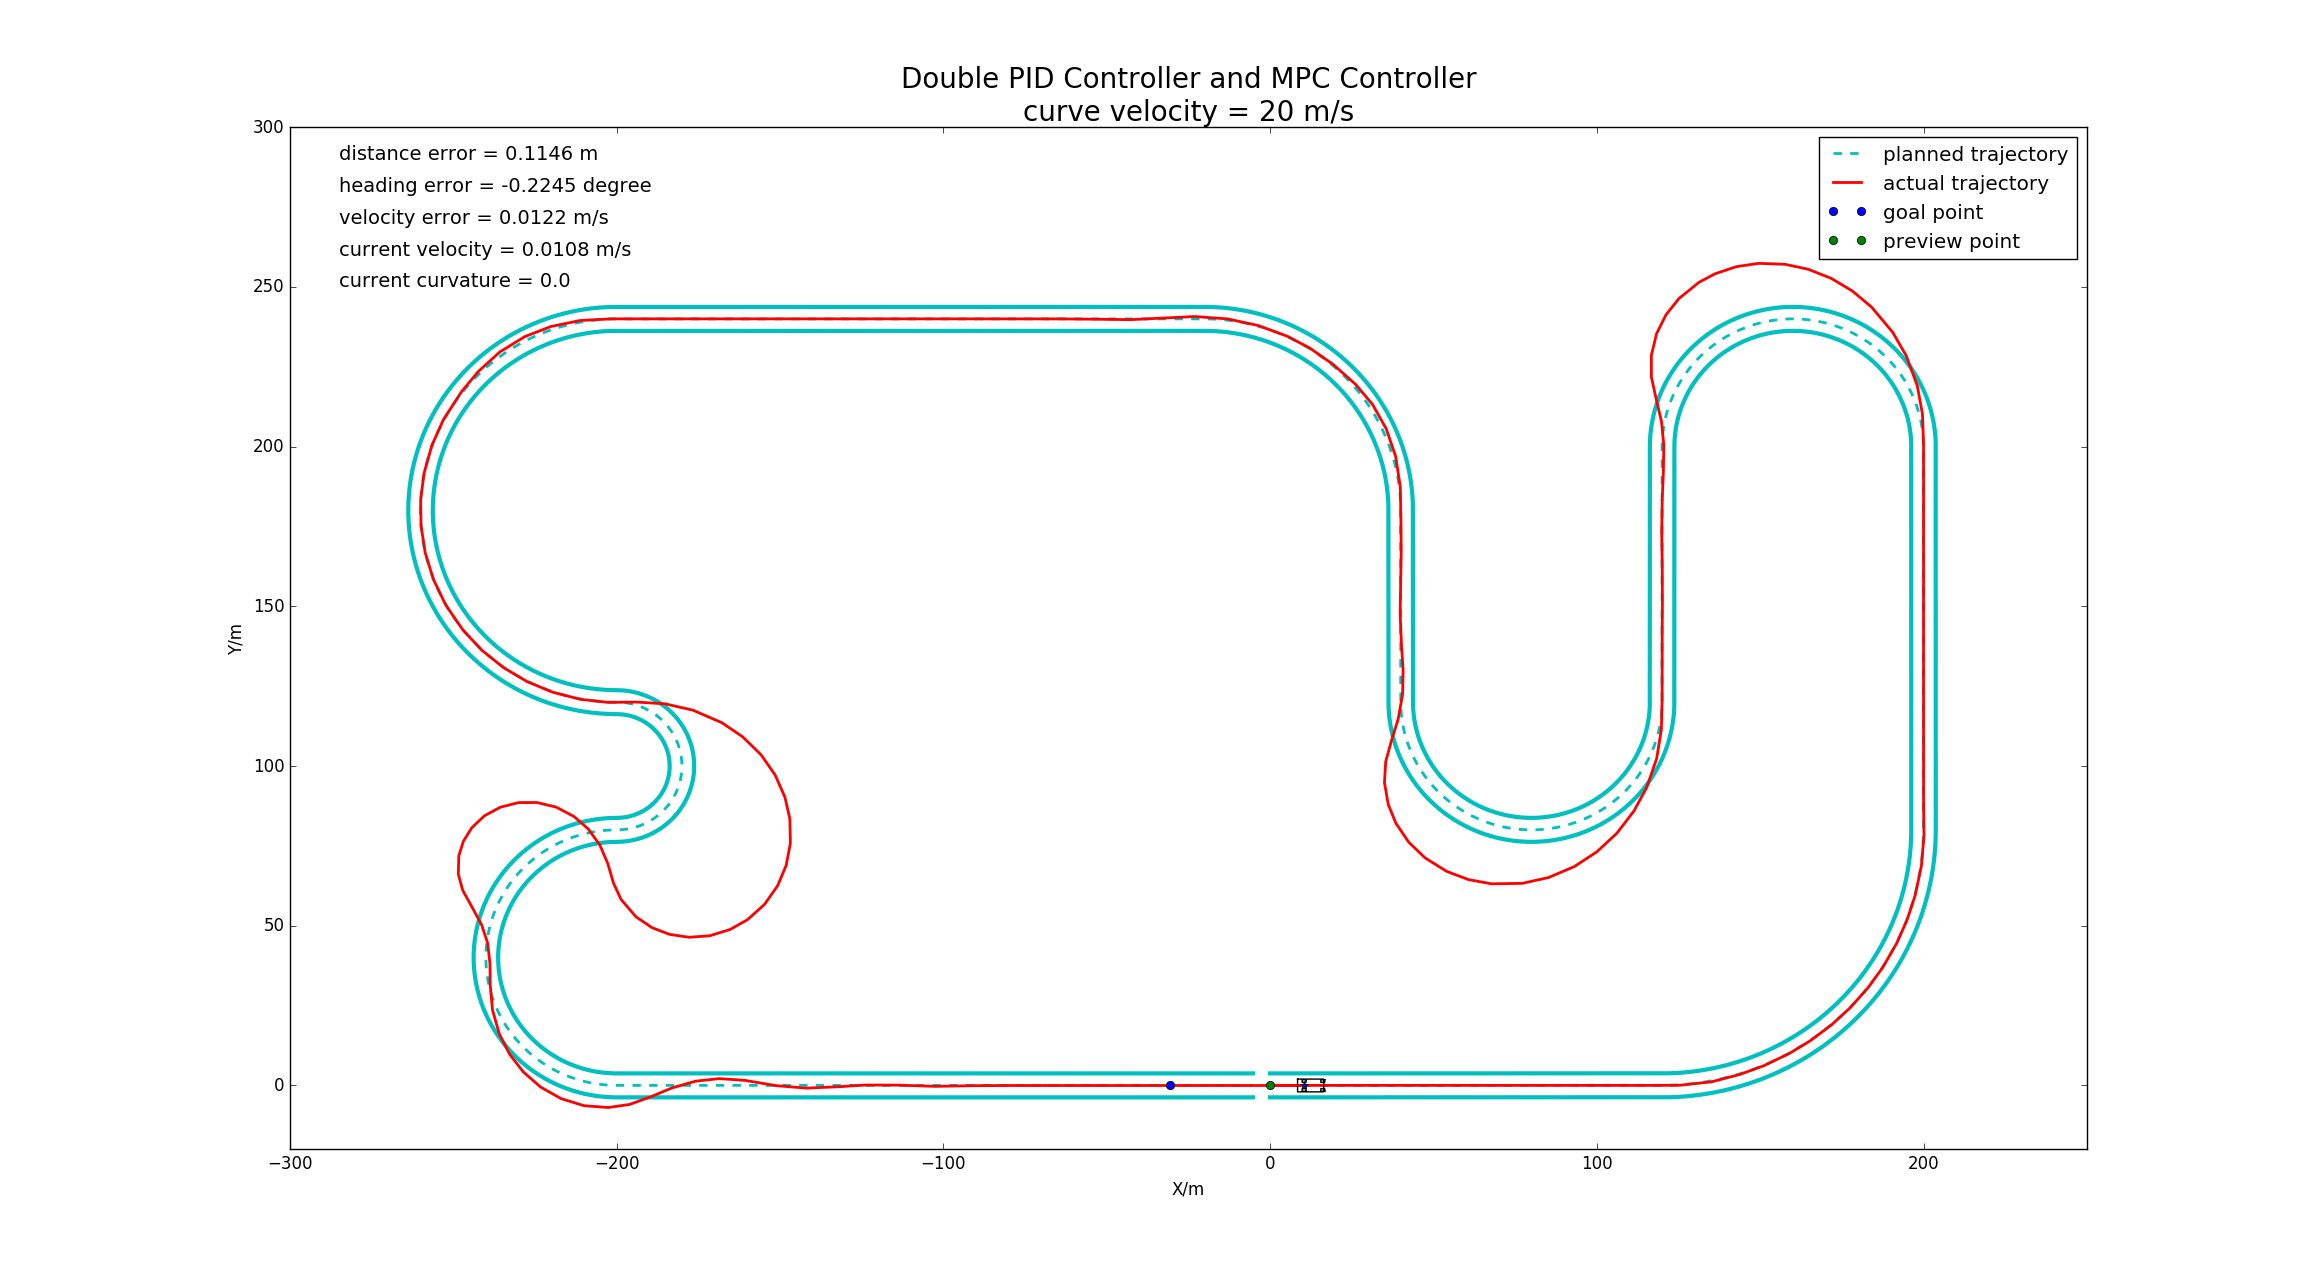 Double PID Controller and MPC Controller
curve velocity = 20 m/s
distance error = 0.1146 m
heading error = -0.2245 degree
velocity error = 0.0122 m/s
current velocity = 0.0108 m/s
current curvature = 0.0
planned trajectory
actual trajectory
goal point
preview point
300
250
200
150
100
50
0
Y/m
−300
−200
−100
0
100
200
X/m